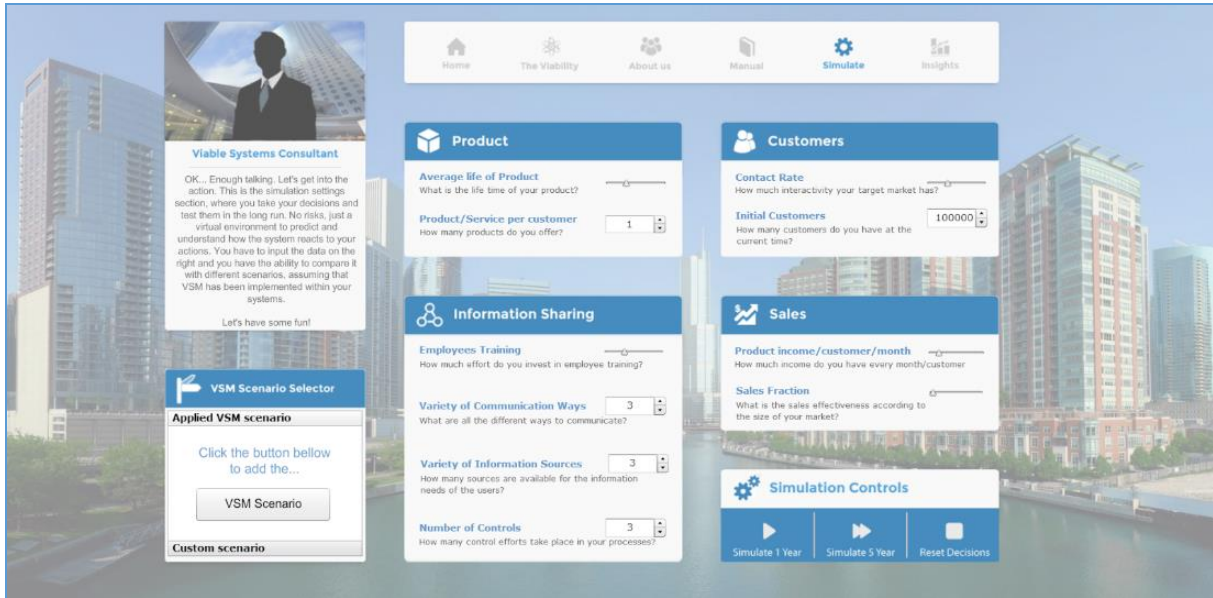 Home
The Viability
About us
Manual
Simulate
Insights
Viable Systems Consultant
OK... Enough talking. Let's get into the
action. This is the simulation settings
section, where you take your decisions and
test them in the long run. No risks, just a
virtual environment to predict and
understand how the system reacts to your
actions. You have to input the data on the
right and you have the ability to compare it
with different scenarios, assuming that
VSM has been implemented within your
systems.
Let's have some fun!
VSM Scenario Selector
Applied VSM scenario
Click the button bellow
to add the...
VSM Scenario
Custom scenario
Product
Average life of Product
What is the life time of your product?
Product/Service per customer
1
How many products do you offer?
Information Sharing
Employees Training
How much effort do you invest in employee training?
Variety of Communication Ways
3
What are all the different ways to communicate?
Variety of Information Sources
3
How many sources are available for the information
needs of the users?
Number of Controls
3
How many control efforts take place in your processes?
Customers
Contact Rate
How much interactivity your target market has?
Initial Customers
100000
How many customers do you have at the
current time?
Sales
Product income/customer/month
How much income do you have every month/customer
Sales Fraction
What is the sales effectiveness according to
the size of your market?
Simulation Controls
Simulate 1 Year
Simulate 5 Year
Reset Decisions